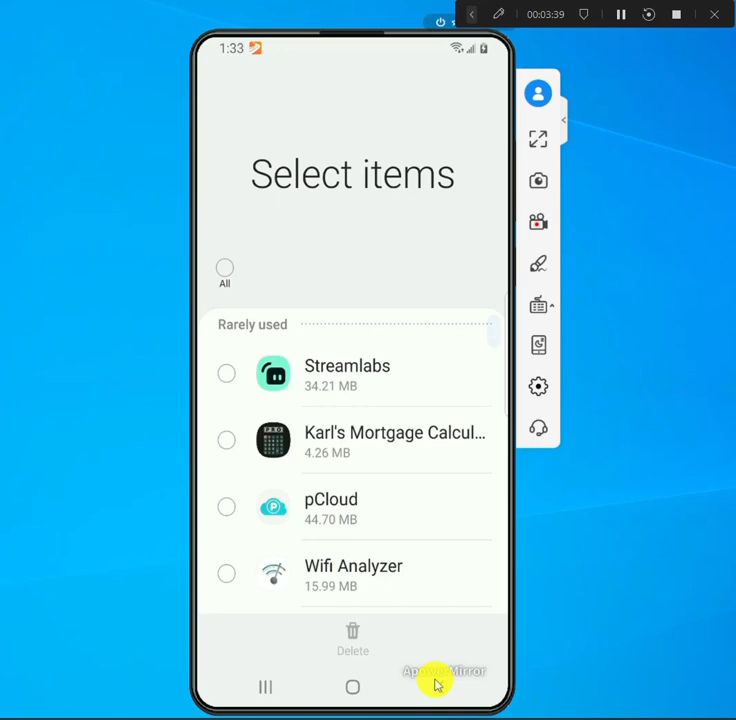 00:03:39
1:33
Select items
All
Rarely used
Streamlabs
34.21 MB
Karl's Mortgage Calcul...
4.26 MB
pCloud
44.70 MB
Wifi Analyzer
15.99 MB
Delete
ApowerMirror